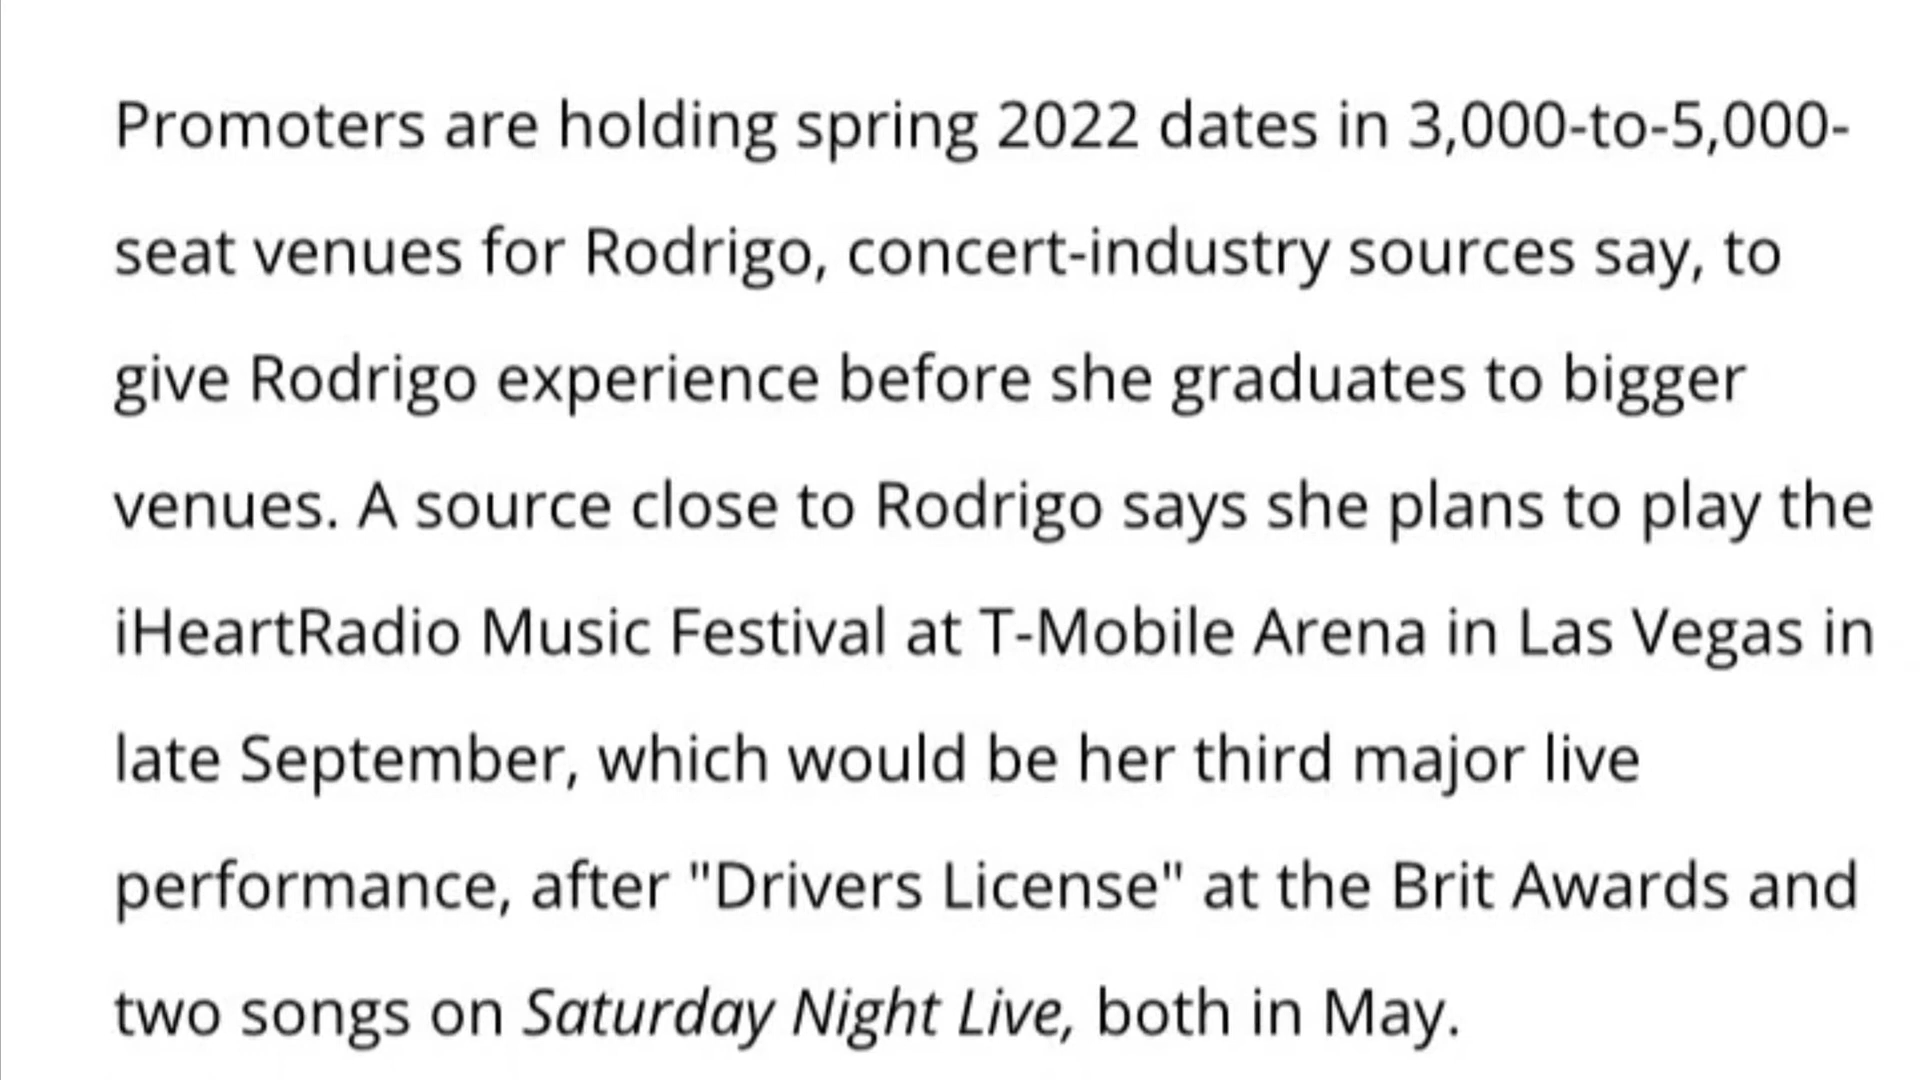 Promoters are holding spring 2022 dates in 3,000-to-5,000-
seat venues for Rodrigo, concert-industry sources say, to
give Rodrigo experience before she graduates to bigger
venues. A source close to Rodrigo says she plans to play the
iHeartRadio Music Festival at T-Mobile Arena in Las Vegas in
late September, which would be her third major live
performance, after "Drivers License" at the Brit Awards and
two songs on Saturday Night Live, both in May.